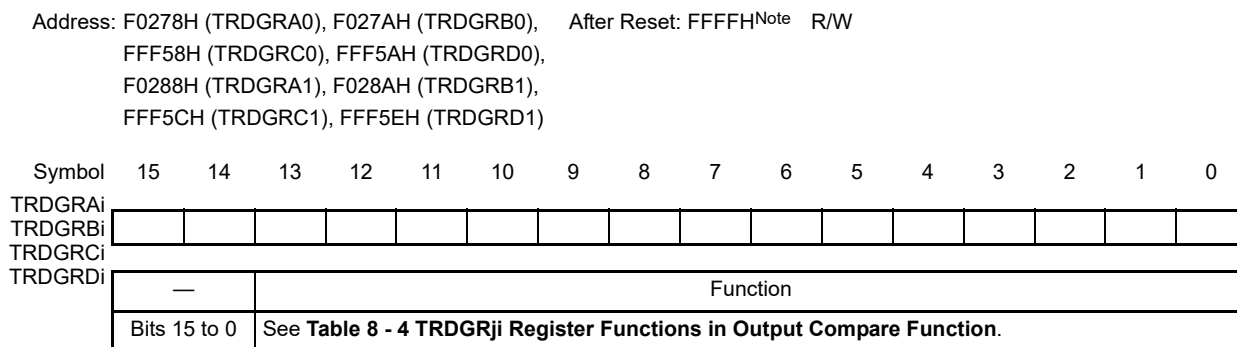 Address: F0278H (TRDGRA0), F027AH (TRDGRB0), After Reset: FFFFHNote R/W
FFF58H (TRDGRC0), FFF5AH (TRDGRD0),
F0288H (TRDGRA1), F028AH (TRDGRB1),
FFF5CH (TRDGRC1), FFF5EH (TRDGRD1)
Symbol 15 14 13 12 11 10 9 8 7 6 5 4 3 2 1 0
TRDGRAi
TRDGRBi
TRDGRCi
TRDGRDi
— Function
Bits 15 to 0 See Table 8 - 4 TRDGRji Register Functions in Output Compare Function.